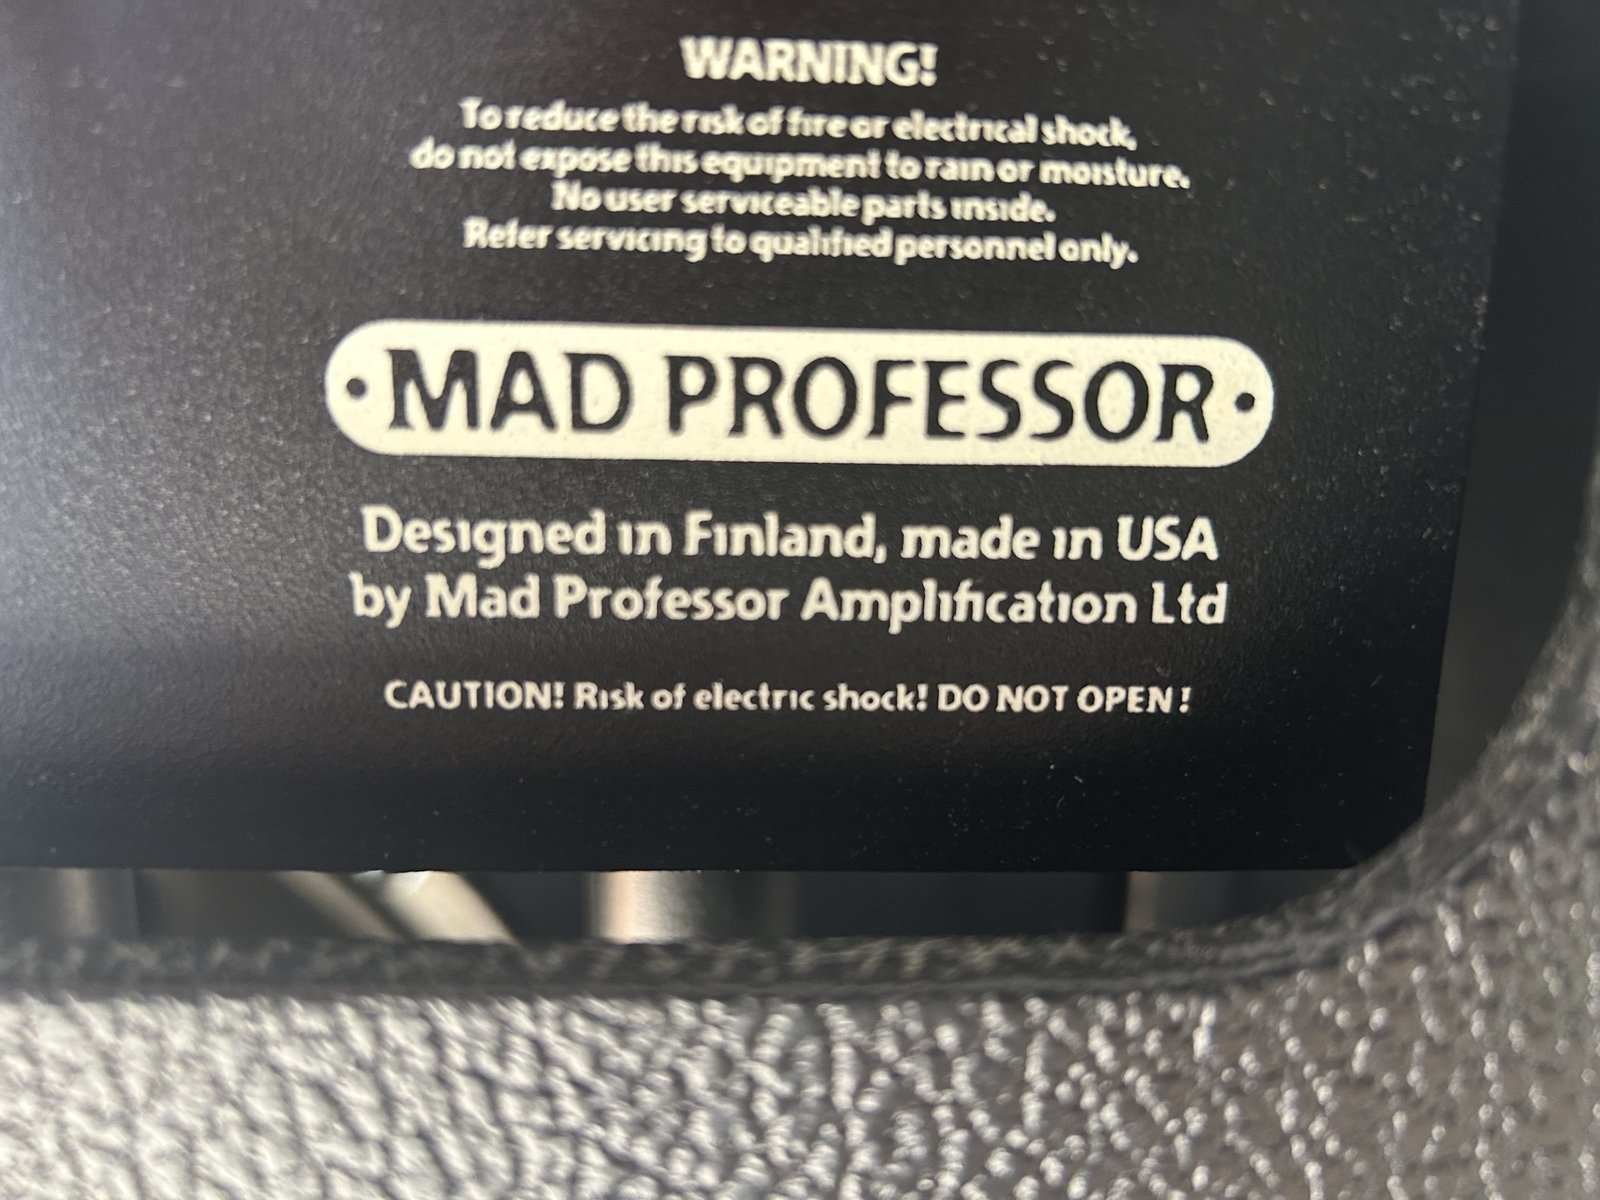 WARNING!
To reduce the risk of fire or electrical shock,
do not expose this equipment to rain or moisture.
No user serviceable parts inside.
Refer servicing to qualified personnel only.
• MAD PROFESSOR •
Designed in Finland, made in USA
by Mad Professor Amplification Ltd
CAUTION! Risk of electric shock! DO NOT OPEN!